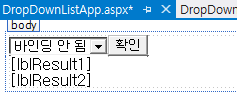 DropDownListApp.aspx* DropDown
body
바인딩 안 됨 확인
[lblResult1]
[lblResult2]